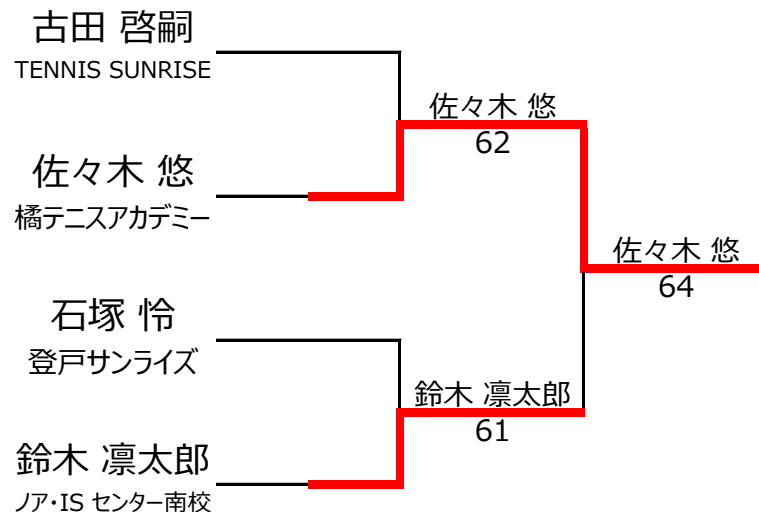 古田 啓嗣
TENNIS SUNRISE
佐々木 悠
62
佐々木 悠
橘テニスアカデミー
佐々木 悠
64
石塚 怜
登戸サンライズ
鈴木 凛太郎
61
鈴木 凛太郎
ノア・IS センター南校